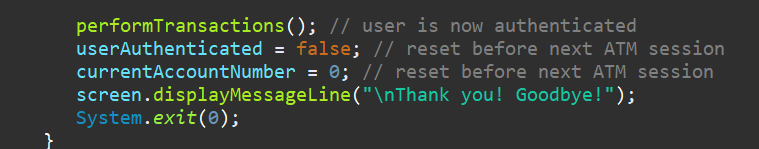 performTransactions(); // user is now authenticated
userAuthenticated = false; // reset before next ATM session
currentAccountNumber = 0; // reset before next ATM session
screen.displayMessageLine("\nThank you! Goodbye!");
System.exit(0);
}